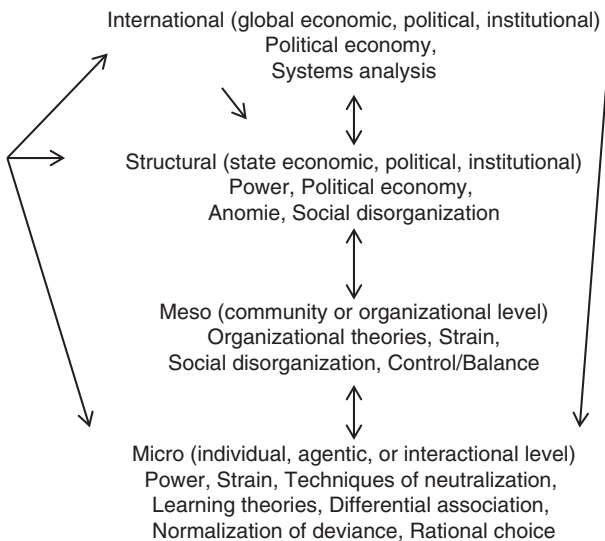 International (global economic, political, institutional)
Political economy,
Systems analysis
Structural (state economic, political, institutional)
Power, Political economy,
Anomie, Social disorganization
Meso (community or organizational level)
Organizational theories, Strain,
Social disorganization, Control/Balance
Micro (individual, agentic, or interactional level)
Power, Strain, Techniques of neutralization,
Learning theories, Differential association,
Normalization of deviance, Rational choice